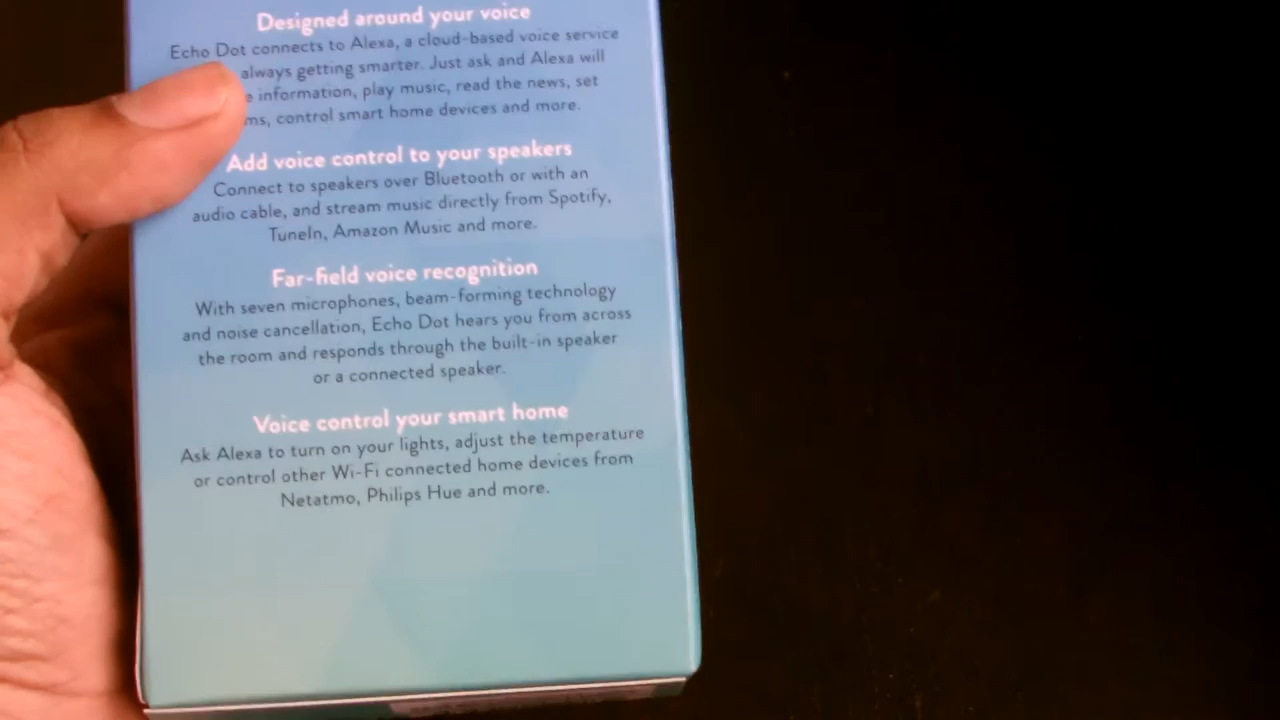 Designed around your voice
Echo Dot connects to Alexa, a cloud-based voice service
always getting smarter. Just ask and Alexa will
information, play music, read the news, set
control smart home devices and more.
Add voice control to your speakers
Connect to speakers over Bluetooth or with an
audio cable, and stream music directly from Spotify,
TuneIn, Amazon Music and more.
Far-field voice recognition
With seven microphones, beam-forming technology
and noise cancellation, Echo Dot hears you from across
the room and responds through the built-in speaker
or a connected speaker.
Voice control your smart home
Ask Alexa to turn on your lights, adjust the temperature
or control other Wi-Fi connected home devices from
Netatmo, Philips Hue and more.